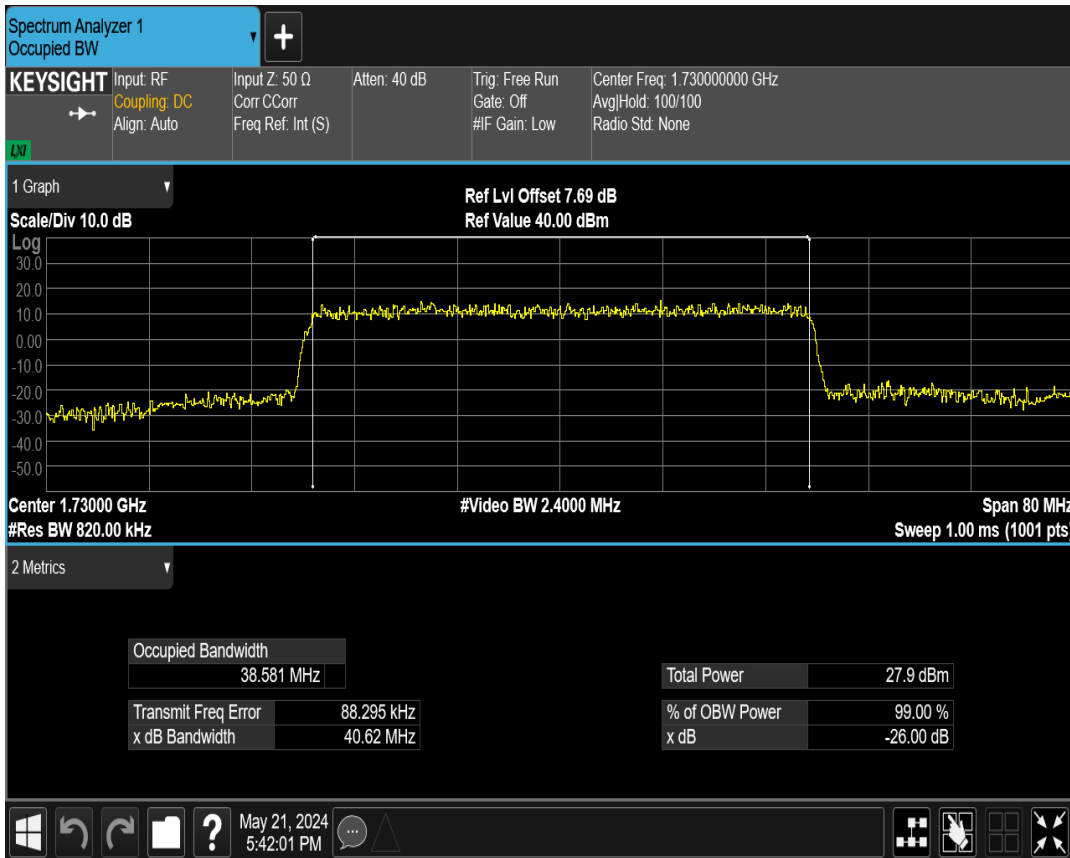 Spectrum Analyzer 1
Occupied BW
+
KEYSIGHT
LXI
Input: RF
Coupling: DC
Align: Auto
Input Z: 50 Ω
Corr CCorr
Freq Ref: Int (S)
Atten: 40 dB
Trig: Free Run
Gate: Off
#IF Gain: Low
Center Freq: 1.730000000 GHz
Avg|Hold: 100/100
Radio Std: None
1 Graph
Scale/Div 10.0 dB
Ref Lvl Offset 7.69 dB
Ref Value 40.00 dBm
Log
30.0
20.0
10.0
0.00
-10.0
-20.0
-30.0
-40.0
-50.0
Center 1.73000 GHz
#Res BW 820.00 kHz
#Video BW 2.4000 MHz
Span 80 MHz
Sweep 1.00 ms (1001 pts)
2 Metrics
Occupied Bandwidth
38.581 MHz
Transmit Freq Error 88.295 kHz
x dB Bandwidth 40.62 MHz
Total Power 27.9 dBm
% of OBW Power 99.00 %
x dB -26.00 dB
?
May 21, 2024
5:42:01 PM